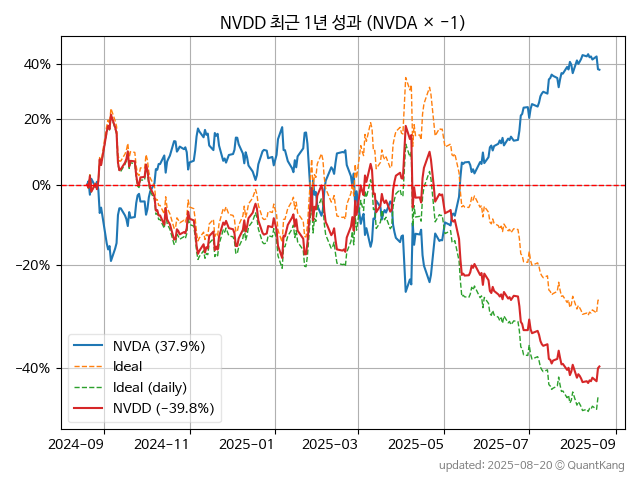 NVDD 최근 1년 성과 (NVDA × −1)
40%
20%
0%
−20%
−40%
NVDA (37.9%)
Ideal
Ideal (daily)
NVDD (−39.8%)
2024-09 2024-11 2025-01 2025-03 2025-05 2025-07 2025-09
updated: 2025-08-20 © QuantKang